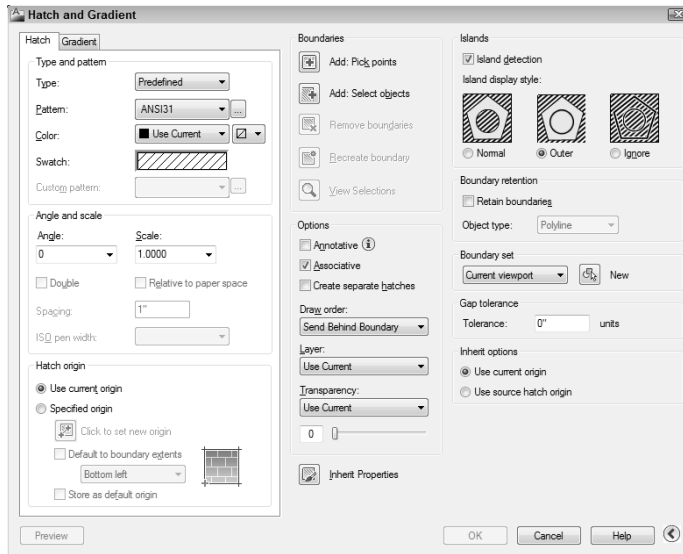 Hatch and Gradient
Hatch
Gradient
Type and pattern
Type:
Predefined
Pattern:
ANSI31
...
Color:
Use Current
Swatch:
Custom pattern:
...
Angle and scale
Angle:
Scale:
0
1.0000
Double
Relative to paper space
Spacing:
1"
ISO pen width:
Hatch origin
Use current origin
Specified origin
Click to set new origin
Default to boundary extents
Bottom left
Store as default origin
Boundaries
Add: Pick points
Add: Select objects
Remove boundaries
Recreate boundary
View Selections
Options
Annotative
Associative
Create separate hatches
Draw order:
Send Behind Boundary
Layer:
Use Current
Transparency:
Use Current
0
Inherit Properties
Islands
Island detection
Island display style:
Normal
Outer
Ignore
Boundary retention
Retain boundaries
Object type:
Polyline
Boundary set
Current viewport
New
Gap tolerance
Tolerance:
0"
units
Inherit options
Use current origin
Use source hatch origin
Preview
OK
Cancel
Help